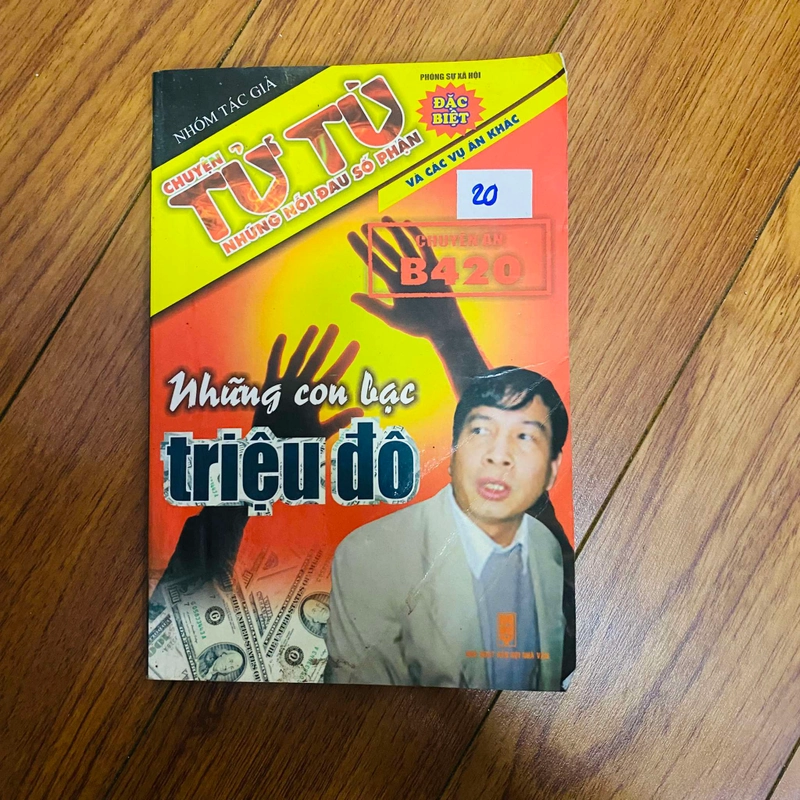 NHÓM TÁC GIẢ
PHÓNG SỰ XÃ HỘI
ĐẶC
BIỆT
CHUYỆN
TỬ TÙ
NHỮNG NỖI ĐAU SỐ PHẬN
VÀ CÁC VỤ ÁN KHÁC
20
CHUYÊN ÁN
B420
Những con bạc
triệu đô